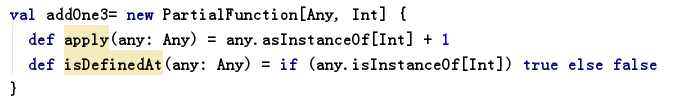 val addOne3= new PartialFunction[Any, Int] {
  def apply(any: Any) = any.asInstanceOf[Int] + 1
  def isDefinedAt(any: Any) = if (any.isInstanceOf[Int]) true else false
}